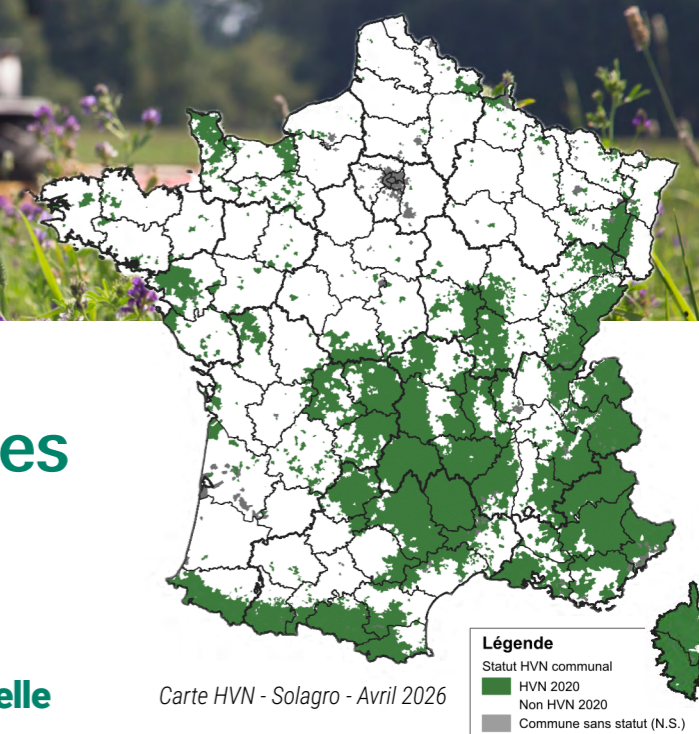 es
elle
Carte HVN - Solagro - Avril 2026
Légende
Statut HVN communal
HVN 2020
Non HVN 2020
Commune sans statut (N.S.)